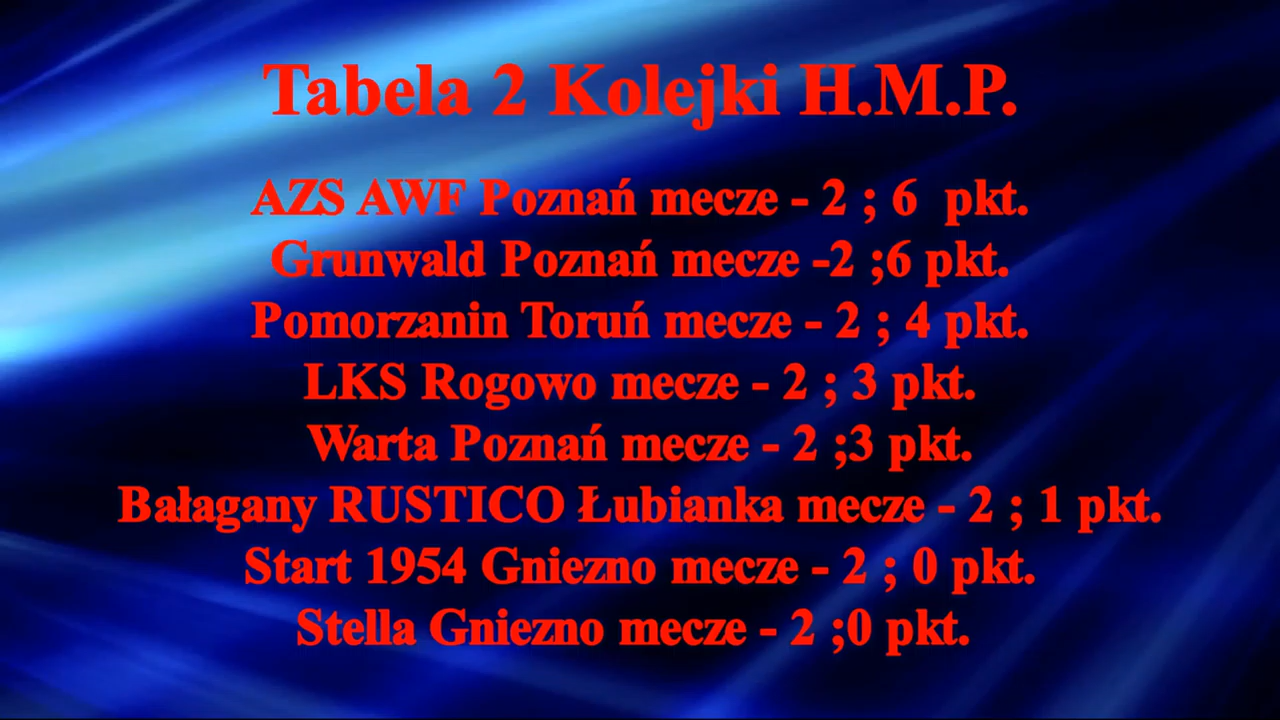 Tabela 2 Kolejki H.M.P.
AZS AWF Poznań mecze - 2 ; 6 pkt.
Grunwald Poznań mecze -2 ;6 pkt.
Pomorzanin Toruń mecze - 2 ; 4 pkt.
LKS Rogowo mecze - 2 ; 3 pkt.
Warta Poznań mecze - 2 ;3 pkt.
Bałagany RUSTICO Łubianka mecze - 2 ; 1 pkt.
Start 1954 Gniezno mecze - 2 ; 0 pkt.
Stella Gniezno mecze - 2 ;0 pkt.